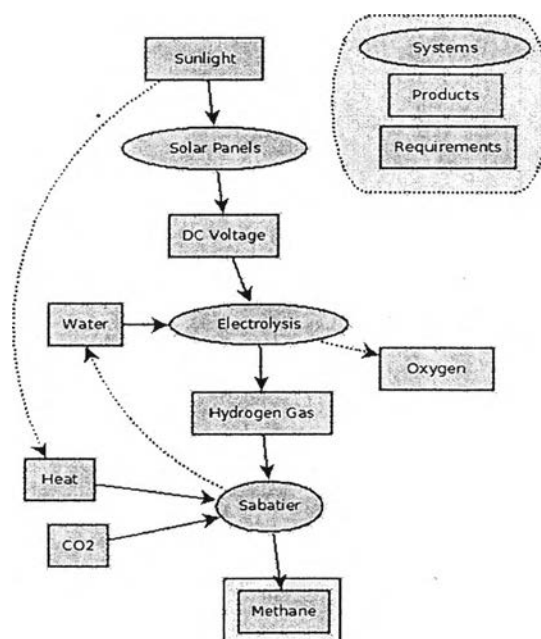 Sunlight
Systems
Products
Requirements
Solar Panels
DC Voltage
Water
Electrolysis
Oxygen
Hydrogen Gas
Heat
Sabatier
CO2
Methane